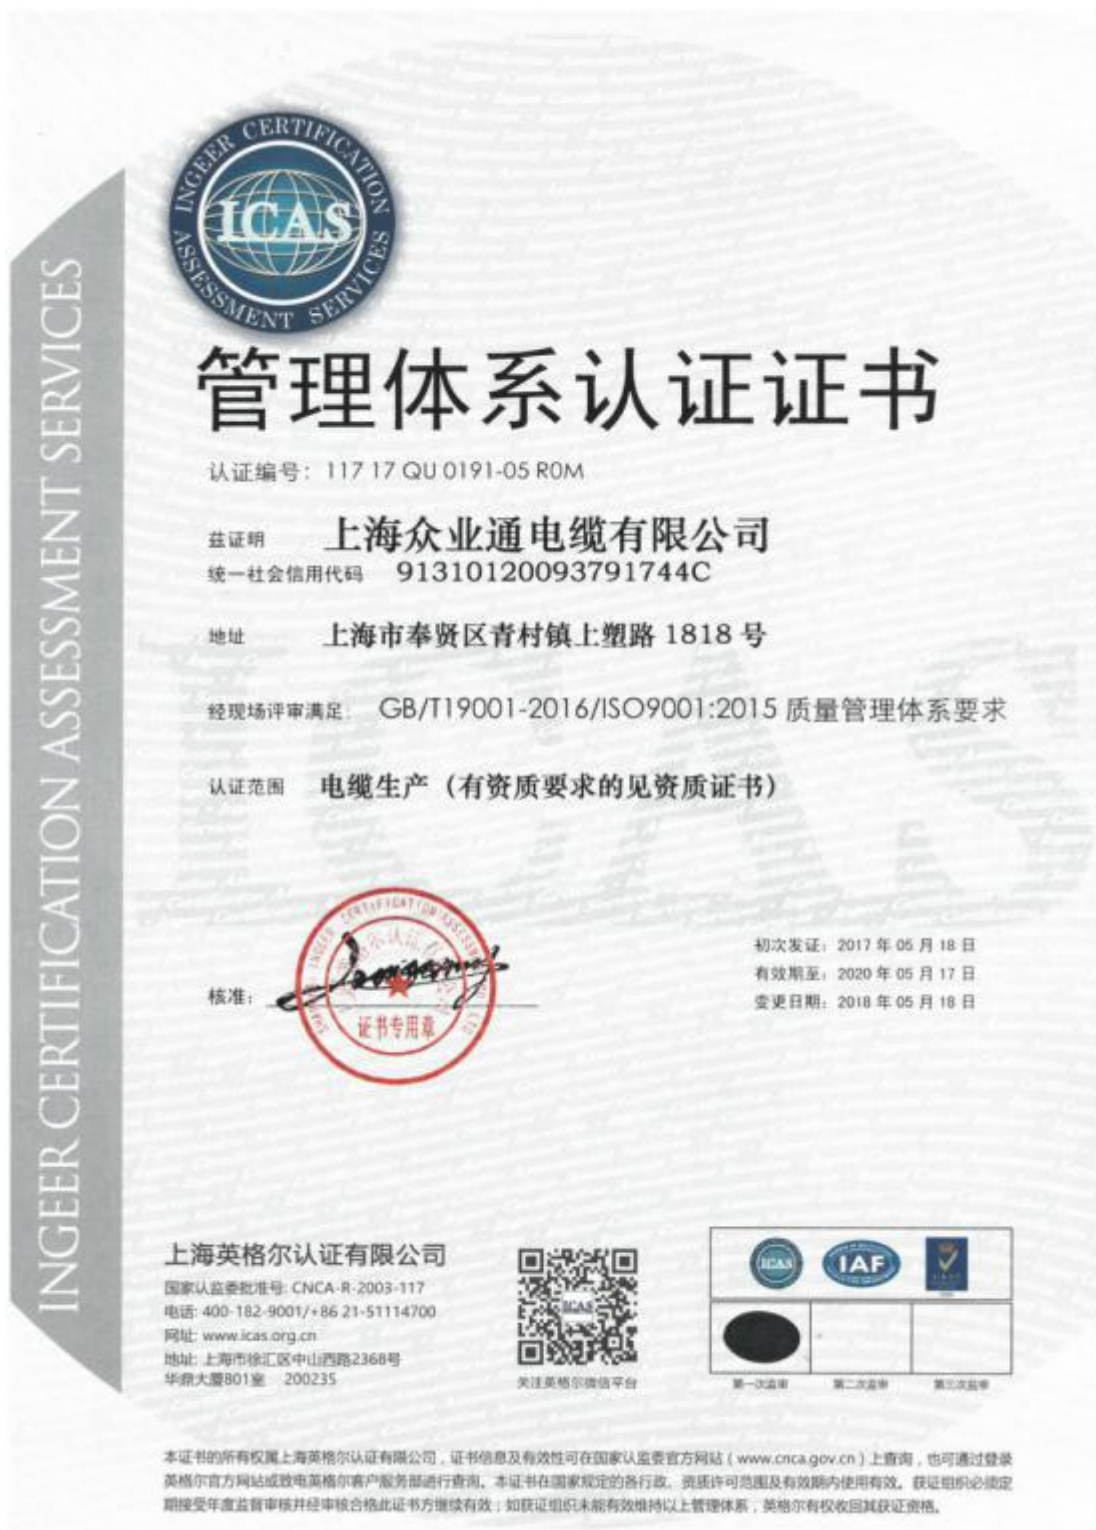 INGEER CERTIFICATION
ICAS
ASSESSMENT SERVICES
INGEER CERTIFICATION ASSESSMENT SERVICES
管理体系认证证书
认证编号：117 17 QU 0191-05 R0M
兹证明 上海众业通电缆有限公司
统一社会信用代码 91310120093791744C
地址 上海市奉贤区青村镇上塑路 1818 号
经现场评审满足: GB/T19001-2016/ISO9001:2015 质量管理体系要求
认证范围 电缆生产（有资质要求的见资质证书）
初次发证：2017 年 05 月 18 日
有效期至：2020 年 05 月 17 日
变更日期：2018 年 05 月 18 日
核准：
证书专用章
上海英格尔认证有限公司
国家认监委批准号: CNCA-R-2003-117
电话: 400-182-9001/+86 21-51114700
网址: www.icas.org.cn
地址: 上海市徐汇区中山西路2368号
华鼎大厦801室 200235
ICAS
关注英格尔微信平台
ICAS
IAF
第一次监审 第二次监审 第三次监审
本证书的所有权属上海英格尔认证有限公司，证书信息及有效性可在国家认监委官方网站（www.cnca.gov.cn）上查询，也可通过登录
英格尔官方网站或致电英格尔客户服务部进行查询。本证书在国家规定的各行政、资质许可范围及有效期内使用有效。获证组织必须定
期接受年度监督审核并经审核合格此证书方继续有效；如获证组织未能有效维持以上管理体系，英格尔有权收回其获证资格。